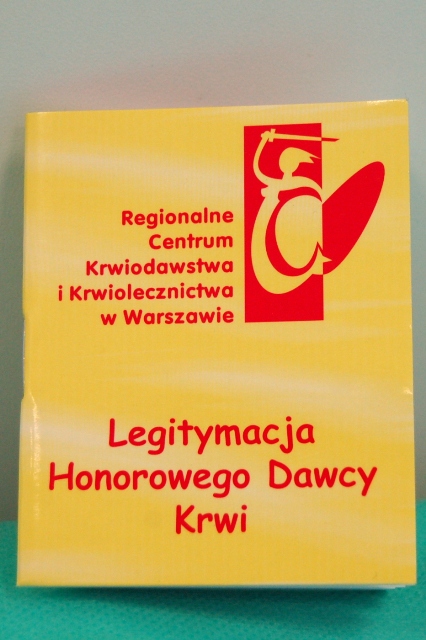 Regionalne
Centrum
Krwiodawstwa
i Krwiolecznictwa
w Warszawie
Legitymacja
Honorowego Dawcy
Krwi